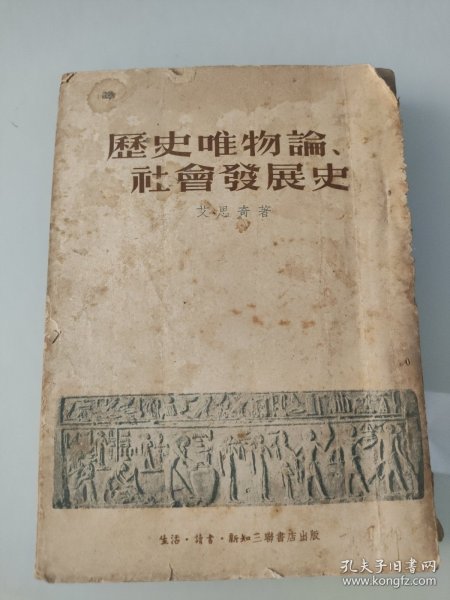 歷史唯物論、
社會發展史
艾思奇著
生活·讀書·新知三聯書店出版
孔夫子旧书网
www.kongfz.com